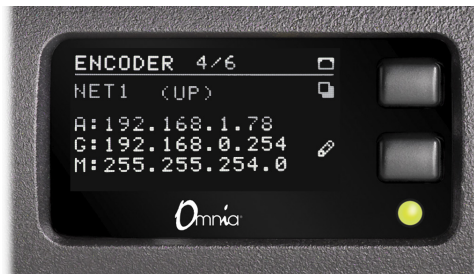 ENCODER 4/6
NET1 (UP)
A:192.168.1.78
G:192.168.0.254
M:255.255.254.0
Omnia